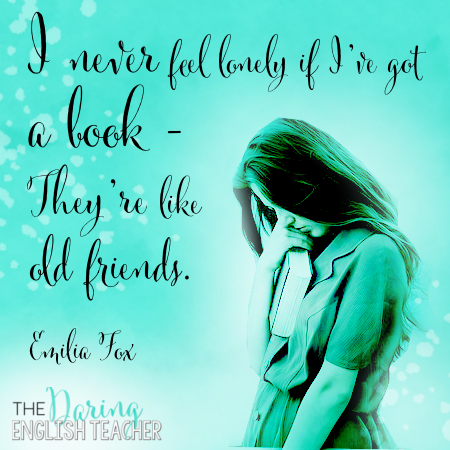 I never feel lonely if I've got
a book -
They're like
old friends.
Emilia Fox
THE Daring
ENGLISH TEACHER